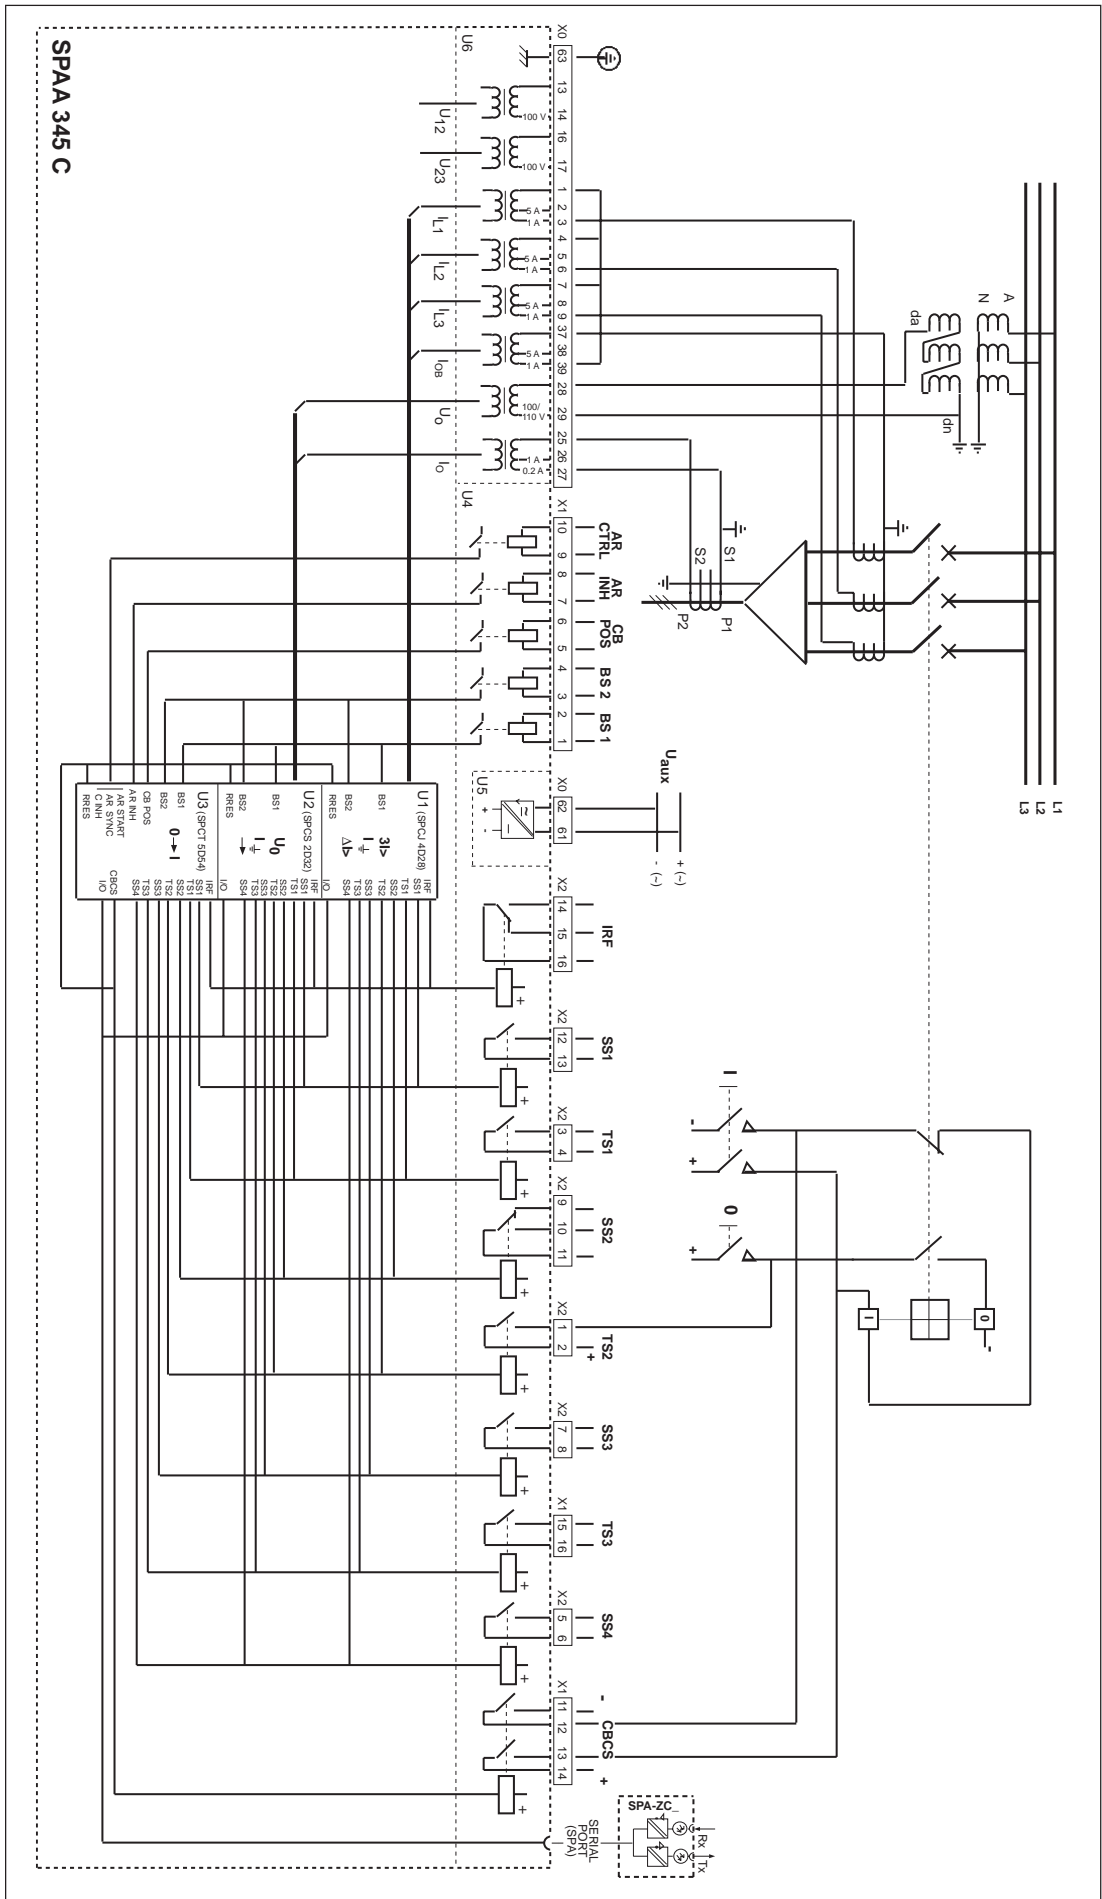 SPAA 345 C
U6
X0
63
13
14
16
17
1
2
3
4
5
6
7
8
9
37
38
39
28
29
25
26
27
100 V
U12
100 V
U23
5 A
1 A
IL1
5 A
1 A
IL2
5 A
1 A
IL3
5 A
1 A
IOB
100/
110 V
UO
1 A
0.2 A
IO
A
N
da
dn
L1
L2
L3
S1
S2
P1
P2
U4
X1
10
9
8
7
6
5
4
3
2
1
AR
CTRL
AR
INH
CB
POS
BS 2
BS 1
Uaux
+ (~)
- (~)
X0
62
61
U5
+
-
~
U1 (SPCJ 4D28)
BS1
BS2
RRES
3I>
I
ΔI>
IRF
SS1
TS1
SS2
TS2
SS3
TS3
SS4
I/O
U2 (SPCS 2D32)
BS1
BS2
RRES
U0
I
IRF
SS1
TS1
SS2
TS2
SS3
TS3
SS4
I/O
U3 (SPCT 5D54)
BS1
BS2
CB POS
AR INH
AR START
AR SYNC
C INH
RRES
0→I
IRF
SS1
TS1
SS2
TS2
SS3
TS3
SS4
CBCS
I/O
X2
14
15
16
IRF
+
X2
12
13
SS1
+
X2
3
4
TS1
+
X2
9
10
11
SS2
+
X2
1
2
TS2
+
+
X2
7
8
SS3
+
X1
15
16
TS3
+
X2
5
6
SS4
+
X1
11
12
13
14
- CBCS +
+
I
-
+
0
+
I
0
-
SPA-ZC_
Rx
Tx
SERIAL
PORT
(SPA)